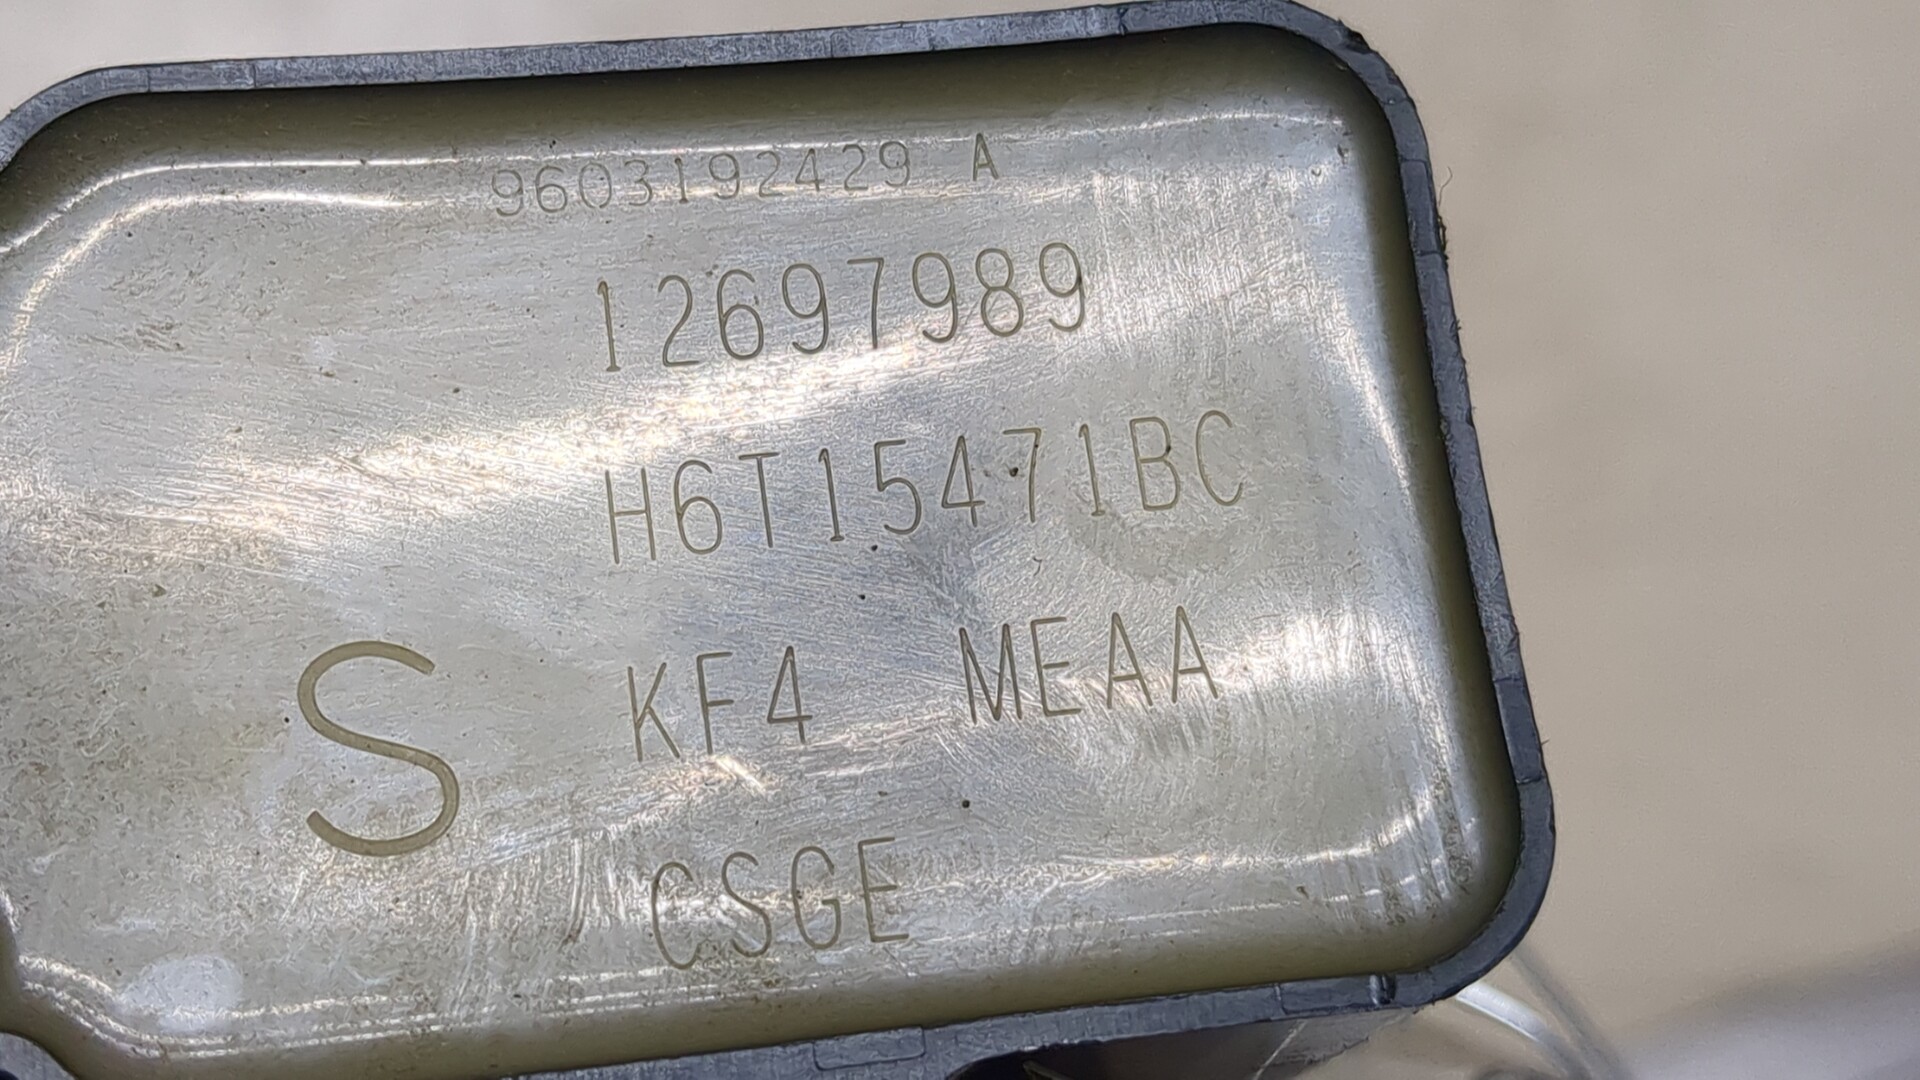 9603192429 A
12697989
H6T15471BC
S KF4 MEAA
CSGE